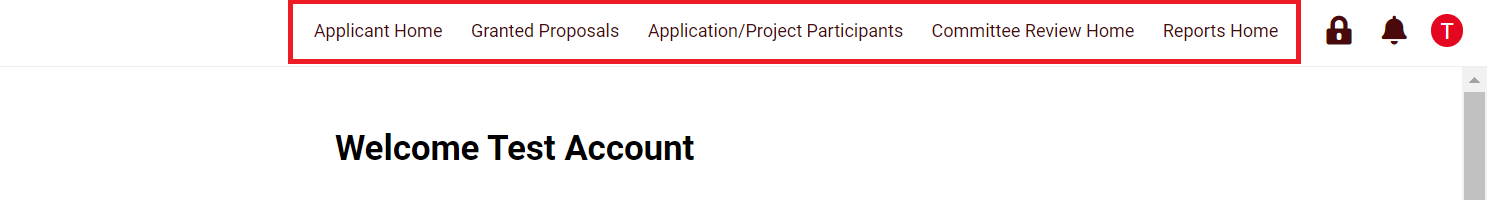 Applicant Home Granted Proposals Application/Project Participants Committee Review Home Reports Home T
Welcome Test Account